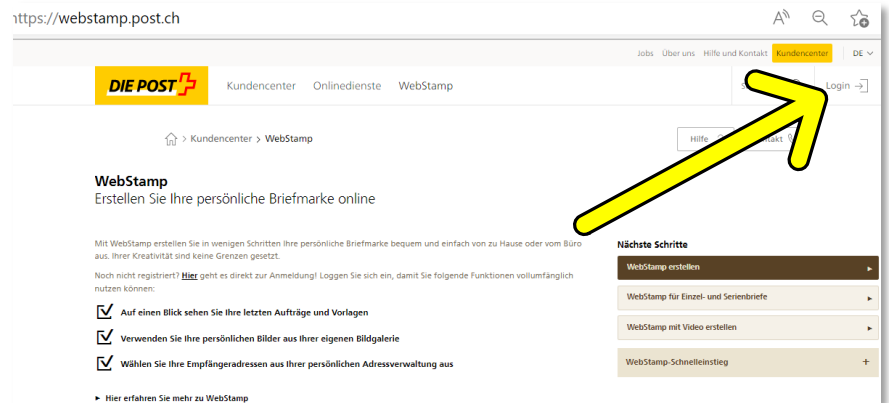 https://webstamp.post.ch
Jobs Über uns Hilfe und Kontakt Kundencenter DE
DIE POST Kundencenter Onlinedienste WebStamp Login
> Kundencenter > WebStamp
Hilfe
WebStamp
Erstellen Sie Ihre persönliche Briefmarke online
Mit WebStamp erstellen Sie in wenigen Schritten Ihre persönliche Briefmarke bequem und einfach von zu Hause oder vom Büro
aus. Ihrer Kreativität sind keine Grenzen gesetzt.
Noch nicht registriert? Hier geht es direkt zur Anmeldung! Loggen Sie sich ein, damit Sie folgende Funktionen vollumfänglich
nutzen können:
Auf einen Blick sehen Sie Ihre letzten Aufträge und Vorlagen
Verwenden Sie Ihre persönlichen Bilder aus Ihrer eigenen Bildgalerie
Wählen Sie Ihre Empfängeradressen aus Ihrer persönlichen Adressverwaltung aus
Hier erfahren Sie mehr zu WebStamp
Nächste Schritte
WebStamp erstellen
WebStamp für Einzel- und Serienbriefe
WebStamp mit Video erstellen
WebStamp-Schnelleinstieg +